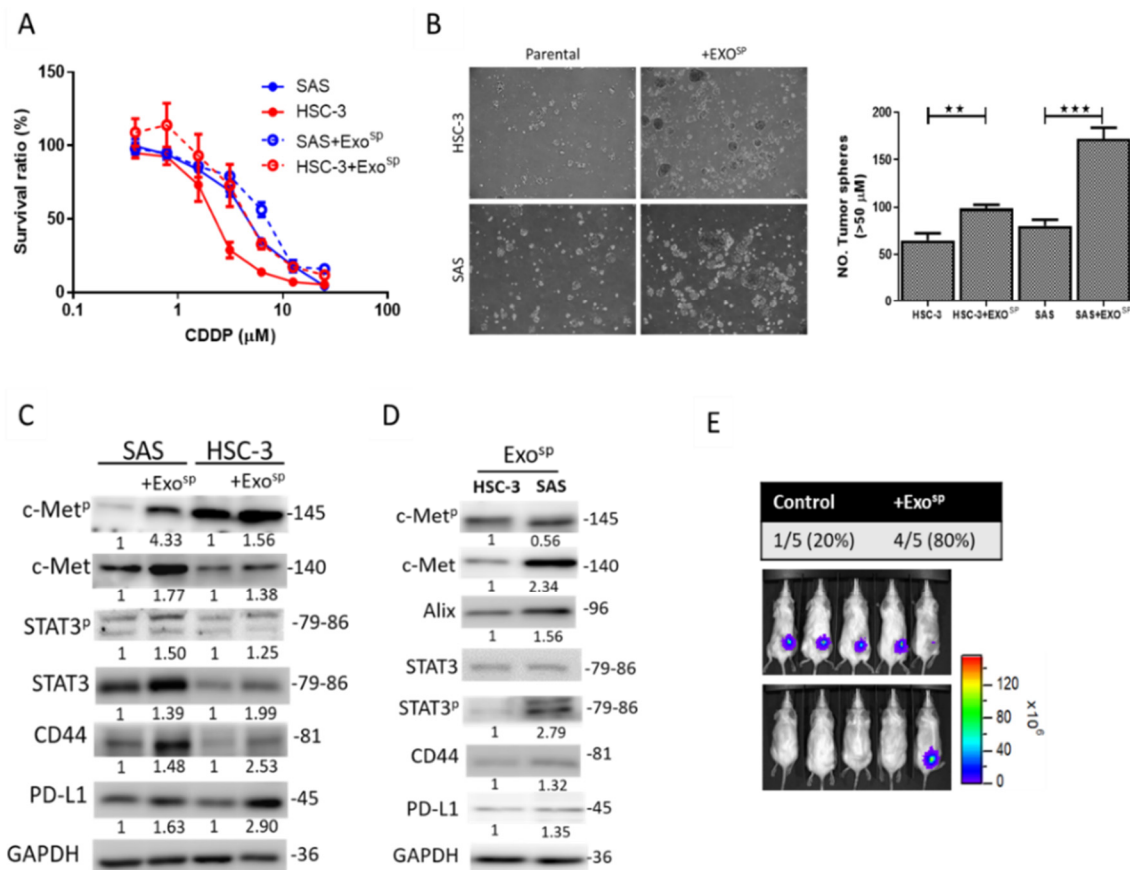 A
Survival ratio (%)
150
100
50
0
0.1
1
10
100
CDDP (μM)
SAS
HSC-3
SAS+Exo^sp
HSC-3+Exo^sp
B
Parental
+EXO^SP
HSC-3
SAS
NO. Tumor spheres
(>50 μM)
200
150
100
50
0
★★
★★★
HSC-3
HSC-3+EXO^SP
SAS
SAS+EXO^SP
C
SAS HSC-3
+Exo^sp +Exo^sp
c-Met^p -145
1 4.33 1 1.56
c-Met -140
1 1.77 1 1.38
STAT3^p -79-86
1 1.50 1 1.25
STAT3 -79-86
1 1.39 1 1.99
CD44 -81
1 1.48 1 2.53
PD-L1 -45
1 1.63 1 2.90
GAPDH -36
D
Exo^sp
HSC-3 SAS
c-Met^p -145
1 0.56
c-Met -140
1 2.34
Alix -96
1 1.56
STAT3 -79-86
STAT3^p -79-86
1 2.79
CD44 -81
1 1.32
PD-L1 -45
1 1.35
GAPDH -36
E
Control +Exo^sp
1/5 (20%) 4/5 (80%)
120
80
40
0
x10^6